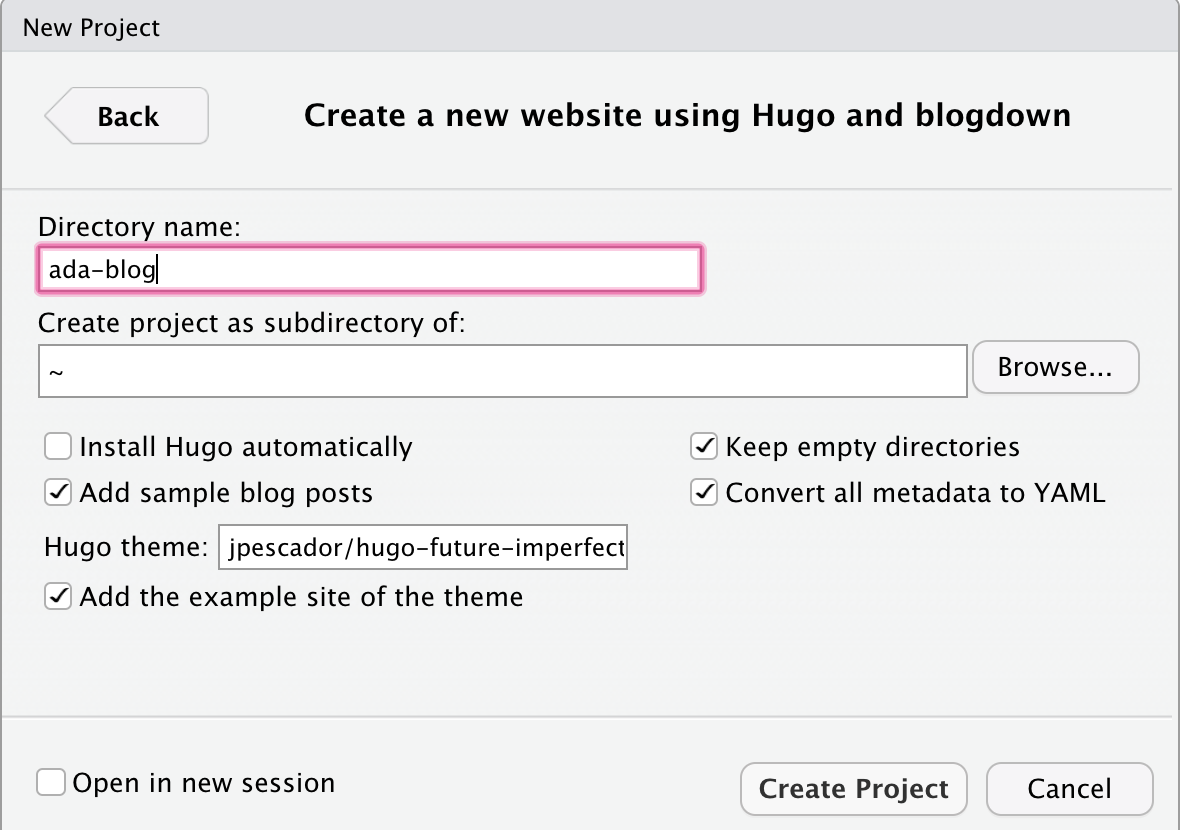 New Project
Back
Create a new website using Hugo and blogdown
Directory name:
ada-blog
Create project as subdirectory of:
~
Browse...
Install Hugo automatically
Keep empty directories
Add sample blog posts
Convert all metadata to YAML
Hugo theme: jpescador/hugo-future-imperfect
Add the example site of the theme
Open in new session
Create Project
Cancel